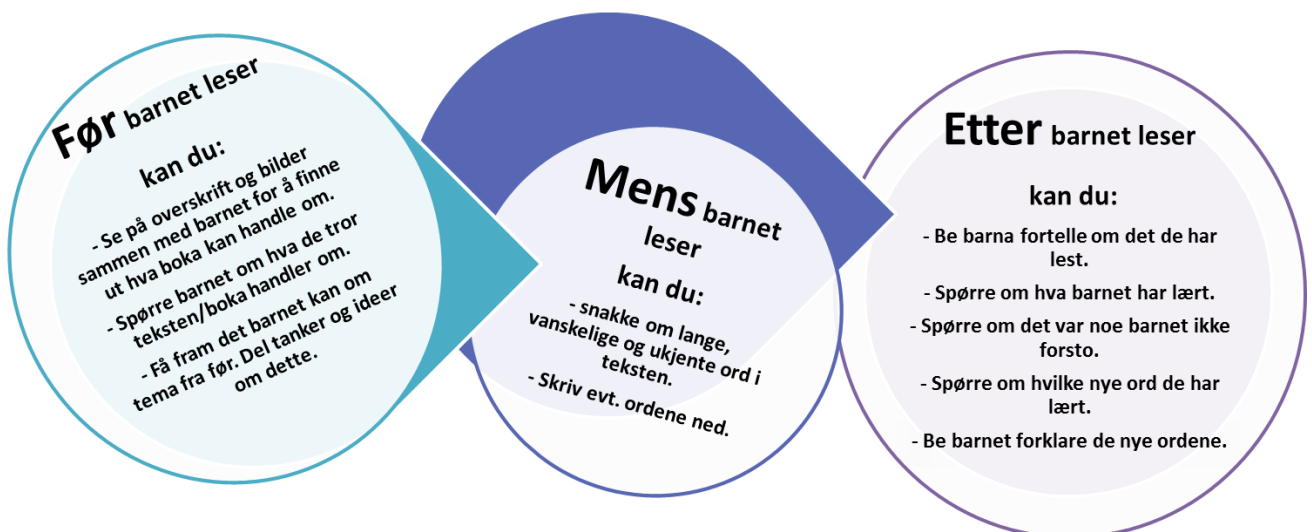 Før barnet leser
kan du:
- Se på overskrift og bilder
sammen med barnet for å finne
ut hva boka kan handle om.
- Spørre barnet om hva de tror
teksten/boka handler om.
- Få fram det barnet kan om
tema fra før. Del tanker og ideer
om dette.
Mens barnet
leser
kan du:
- snakke om lange,
vanskelige og ukjente ord i
teksten.
- Skriv evt. ordene ned.
Etter barnet leser
kan du:
- Be barna fortelle om det de har
lest.
- Spørre om hva barnet har lært.
- Spørre om det var noe barnet ikke
forsto.
- Spørre om hvilke nye ord de har
lært.
- Be barnet forklare de nye ordene.